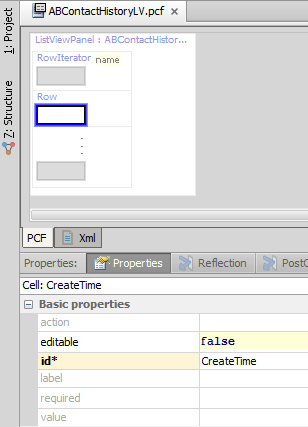 ABContactHistoryLV.pcf ×
1: Project
7: Structure
ListViewPanel : ABContactHistor...
RowIterator name
Row
PCF Xml
Properties: Properties Reflection
Cell: CreateTime
Basic properties
action
editable false
id* CreateTime
label
required
value